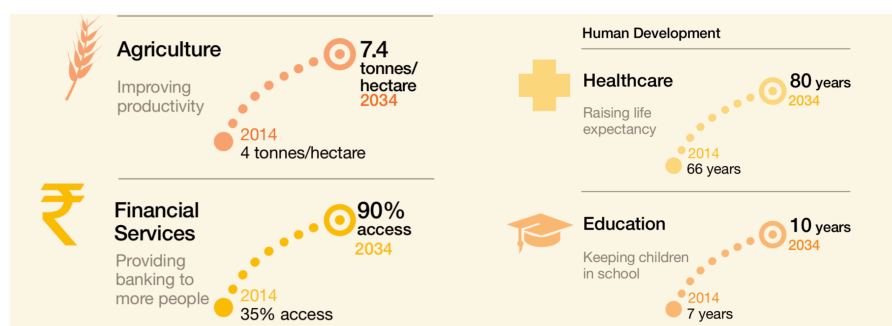 Agriculture
Improving
productivity
7.4
tonnes/
hectare
2034
2014
4 tonnes/hectare
₹
Financial
Services
Providing
banking to
more people
90%
access
2034
2014
35% access
Human Development
Healthcare
Raising life
expectancy
80 years
2034
2014
66 years
Education
Keeping children
in school
10 years
2034
2014
7 years